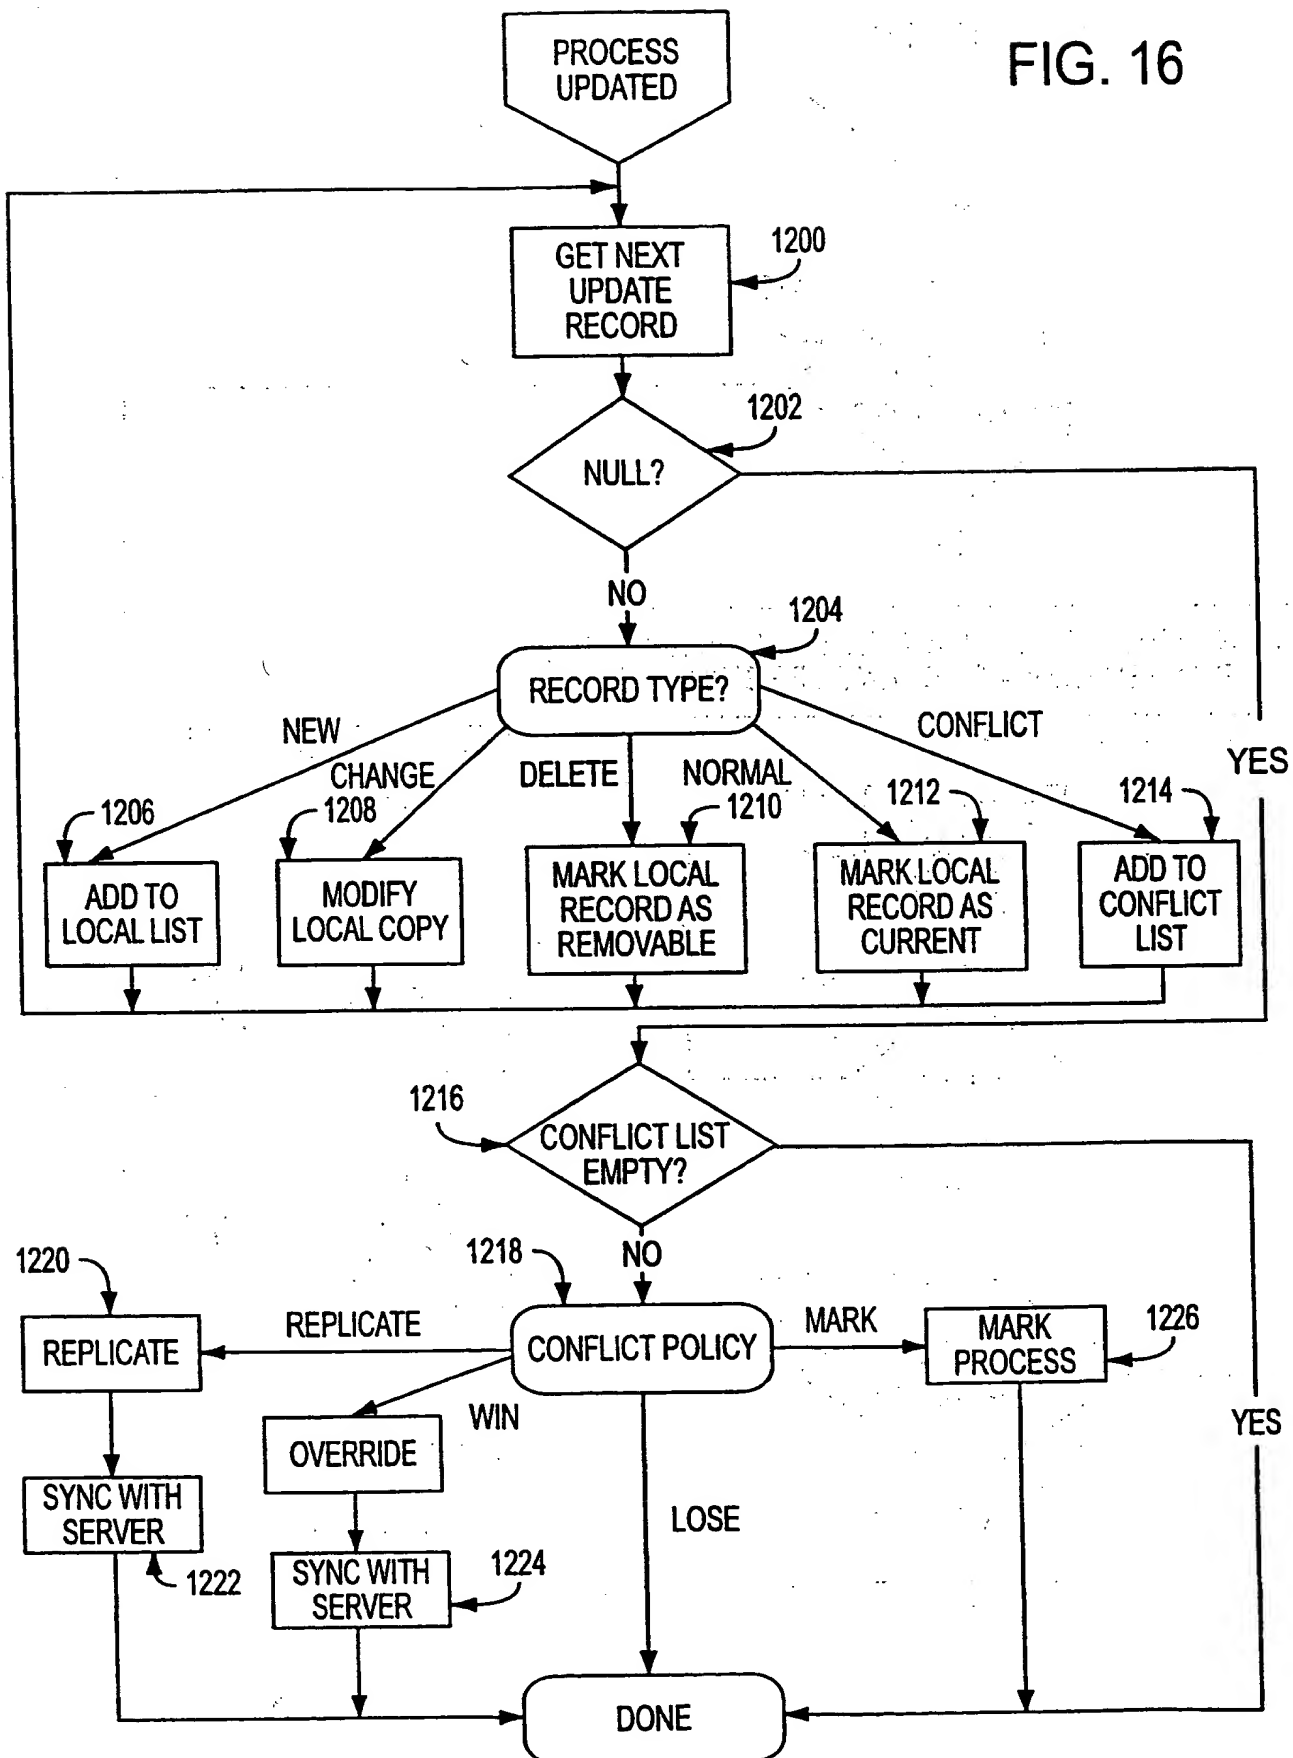 PROCESS
UPDATED
FIG. 16
GET NEXT
UPDATE
RECORD
1200
1202
NULL?
NO
1204
RECORD TYPE?
NEW
CHANGE
DELETE
NORMAL
CONFLICT
YES
1206
1208
1210
1212
1214
ADD TO
LOCAL LIST
MODIFY
LOCAL COPY
MARK LOCAL
RECORD AS
REMOVABLE
MARK LOCAL
RECORD AS
CURRENT
ADD TO
CONFLICT
LIST
1216
CONFLICT LIST
EMPTY?
NO
1218
1220
REPLICATE
REPLICATE
CONFLICT POLICY
MARK
MARK
PROCESS
1226
WIN
OVERRIDE
YES
SYNC WITH
SERVER
1222
LOSE
SYNC WITH
SERVER
1224
DONE